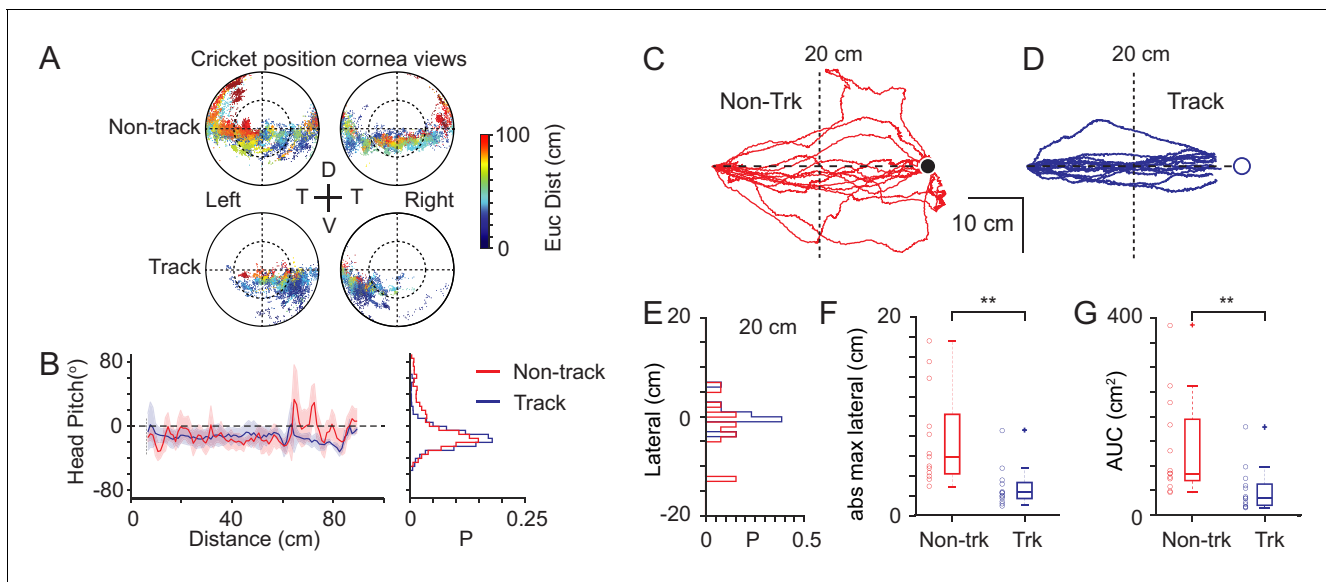 A
Cricket position cornea views
Non-track
100
Euc Dist (cm)
0
D
T T
V
Left
Right
Track
B
Head Pitch(º)
80
0
-80
0
40
80
Distance (cm)
Non-track
Track
0
0.25
P
C
20 cm
Non-Trk
10 cm
D
20 cm
Track
E
20
20 cm
Lateral (cm)
0
-20
0
P
0.5
F
**
20
abs max lateral (cm)
0
Non-trk
Trk
G
**
400
AUC (cm²)
0
Non-trk
Trk